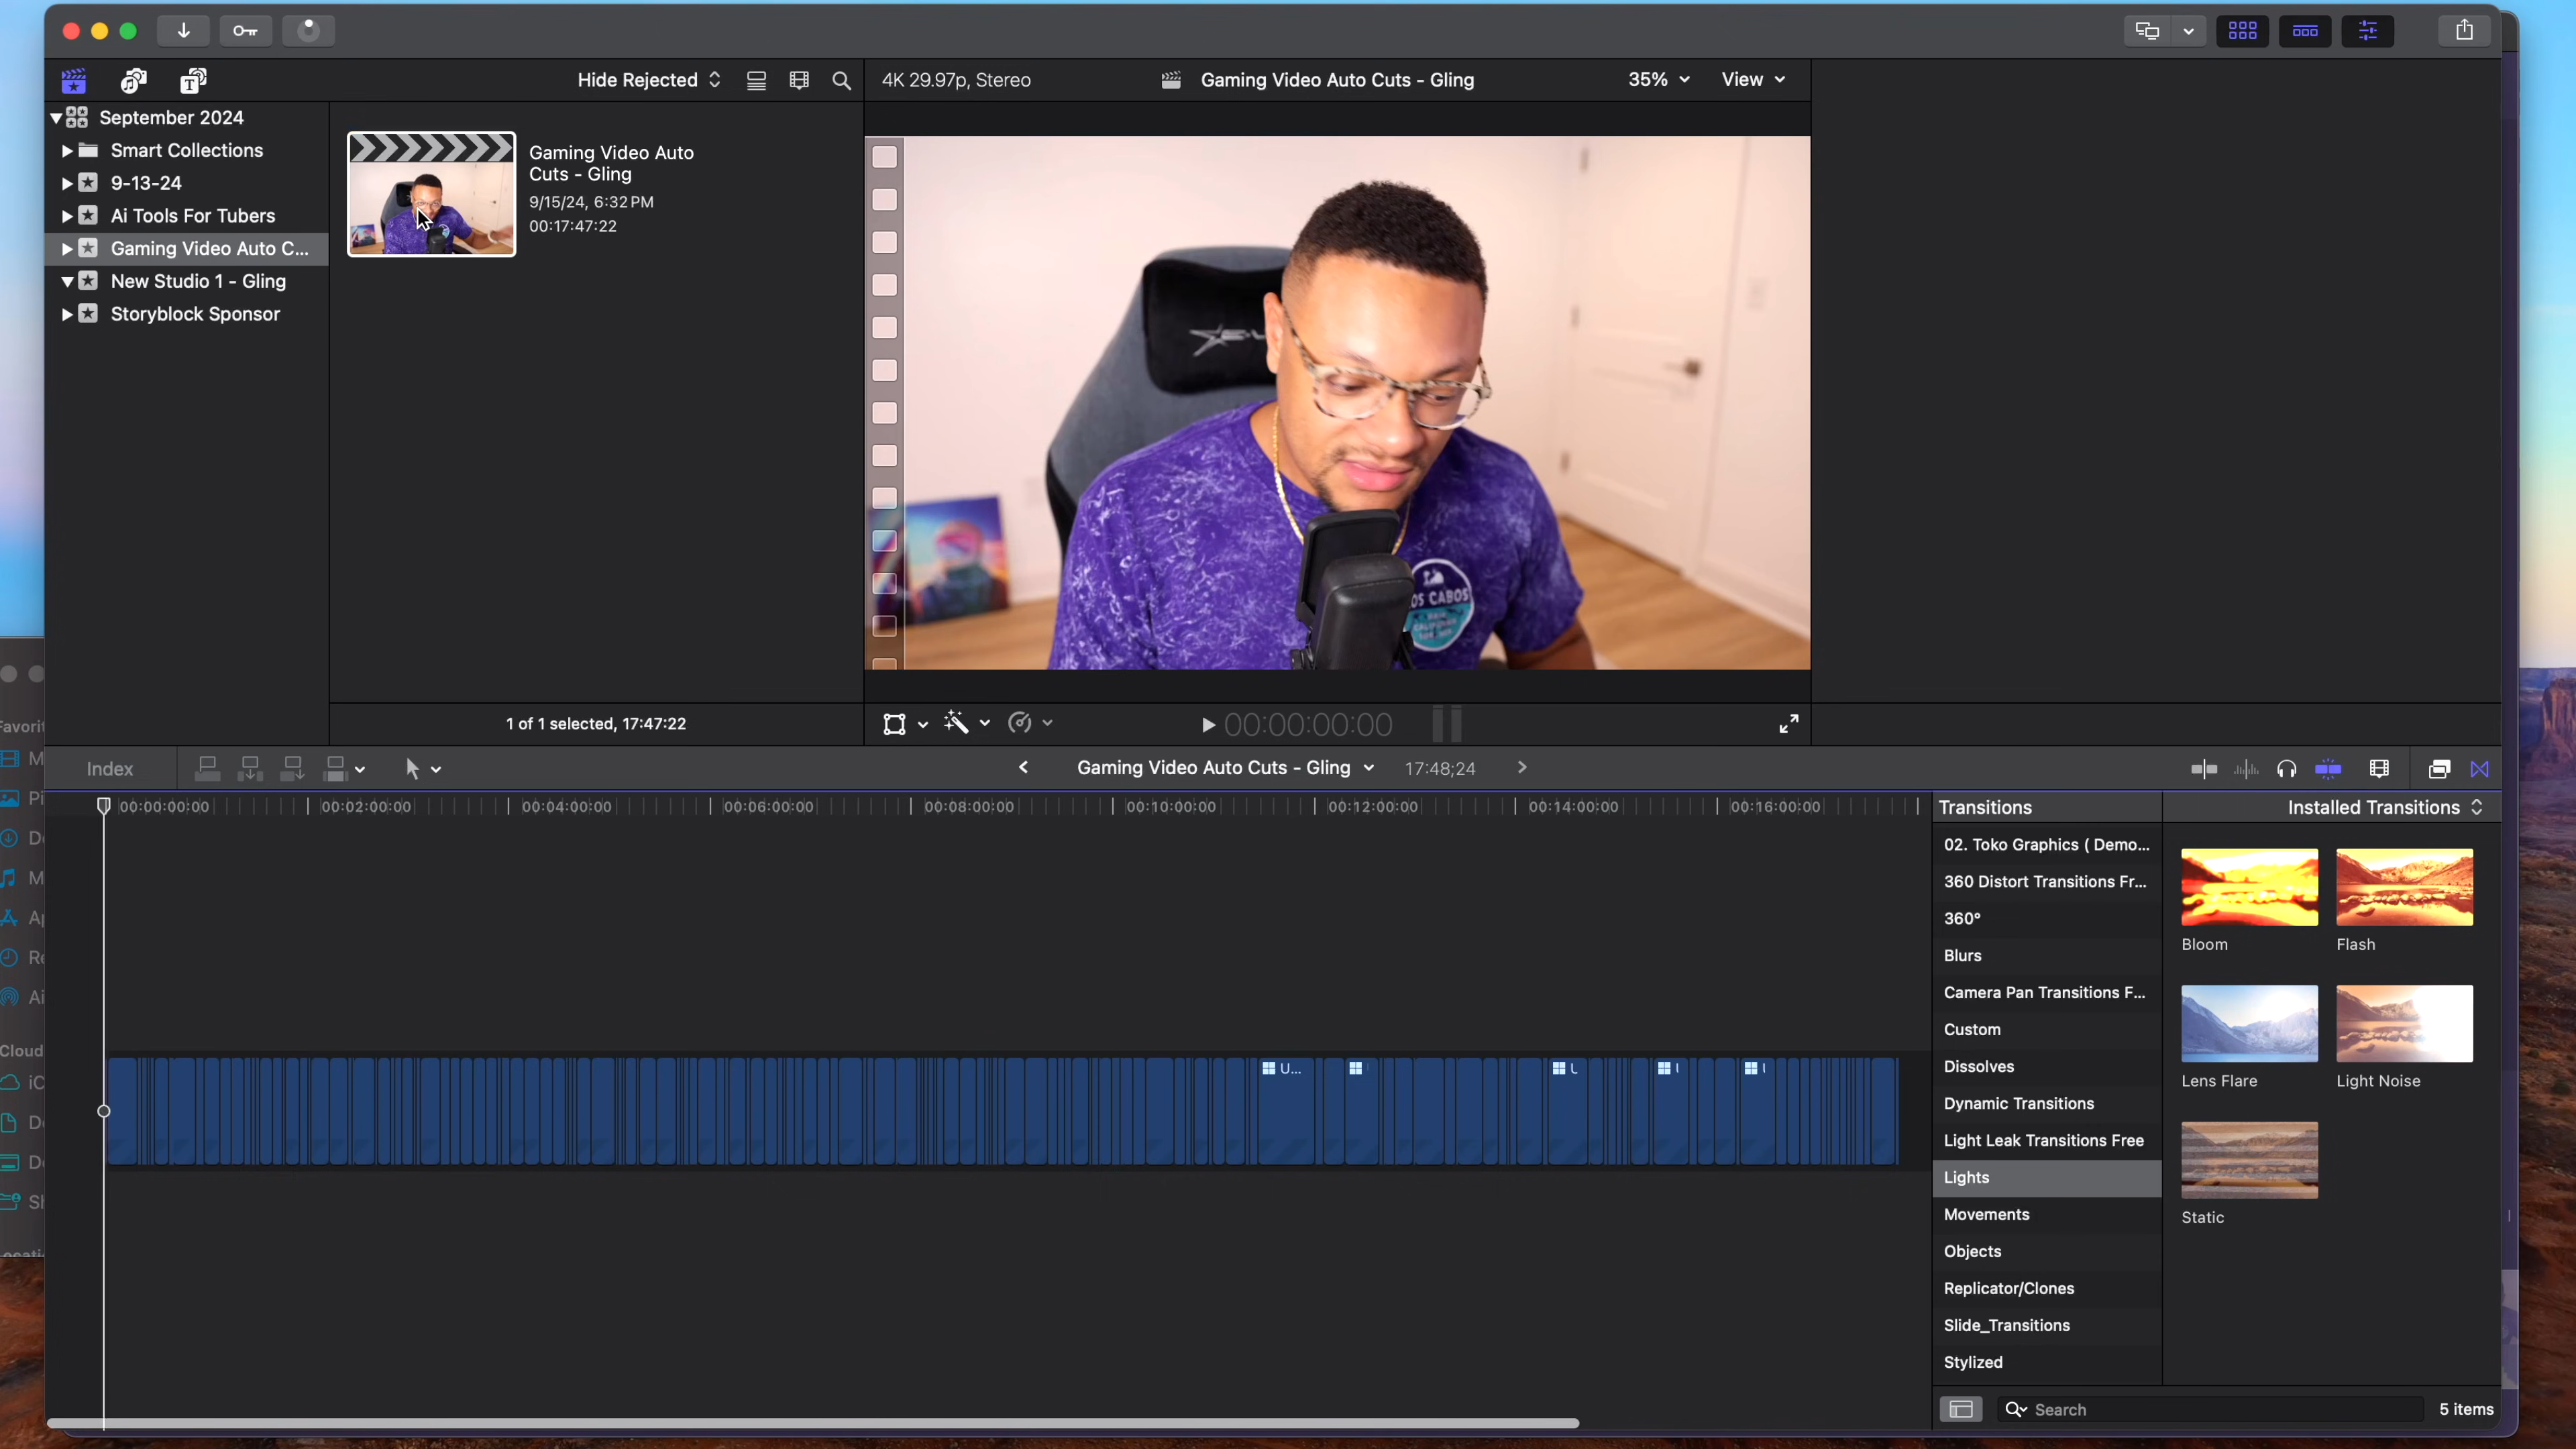 Hide Rejected
4K 29.97p, Stereo
Gaming Video Auto Cuts - Gling
35%
View
September 2024
Smart Collections
9-13-24
Ai Tools For Tubers
Gaming Video Auto C...
New Studio 1 - Gling
Storyblock Sponsor
Gaming Video Auto
Cuts - Gling
9/15/24, 6:32 PM
00:17:47:22
OS CABOS
1 of 1 selected, 17:47:22
00:00:00:00
Index
Gaming Video Auto Cuts - Gling
17:48;24
00:00:00:00
00:02:00:00
00:04:00:00
00:06:00:00
00:08:00:00
00:10:00:00
00:12:00:00
00:14:00:00
00:16:00:00
U...
Transitions
Installed Transitions
02. Toko Graphics ( Demo...
360 Distort Transitions Fr...
360°
Blurs
Camera Pan Transitions F...
Custom
Dissolves
Dynamic Transitions
Light Leak Transitions Free
Lights
Movements
Objects
Replicator/Clones
Slide_Transitions
Stylized
Bloom
Flash
Lens Flare
Light Noise
Static
Search
5 items
Cloud